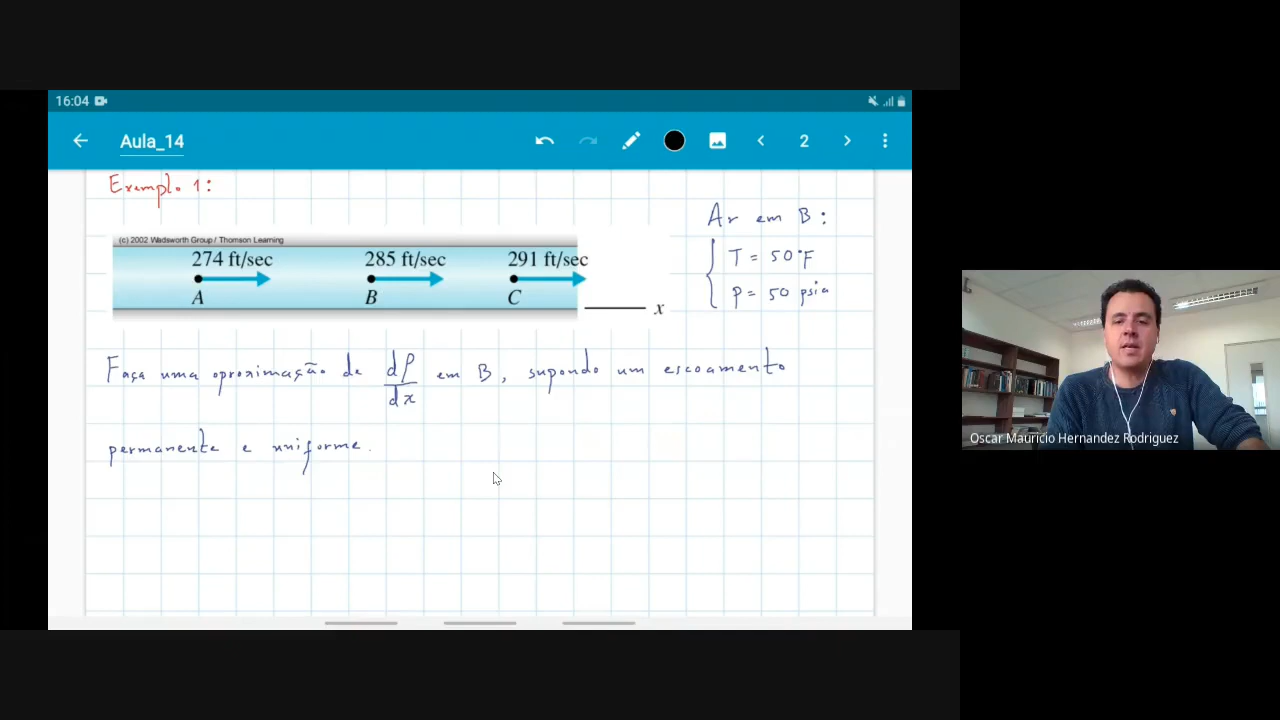 16:04
Aula_14
2
Exemplo 1:
(c) 2002 Wadsworth Group / Thomson Learning
274 ft/sec 285 ft/sec 291 ft/sec
A B C x
Ar em B:
T = 50°F
p = 50 psia
Faça uma aproximação de dρ/dx em B, supondo um escoamento
permanente e uniforme.
Oscar Mauricio Hernandez Rodriguez